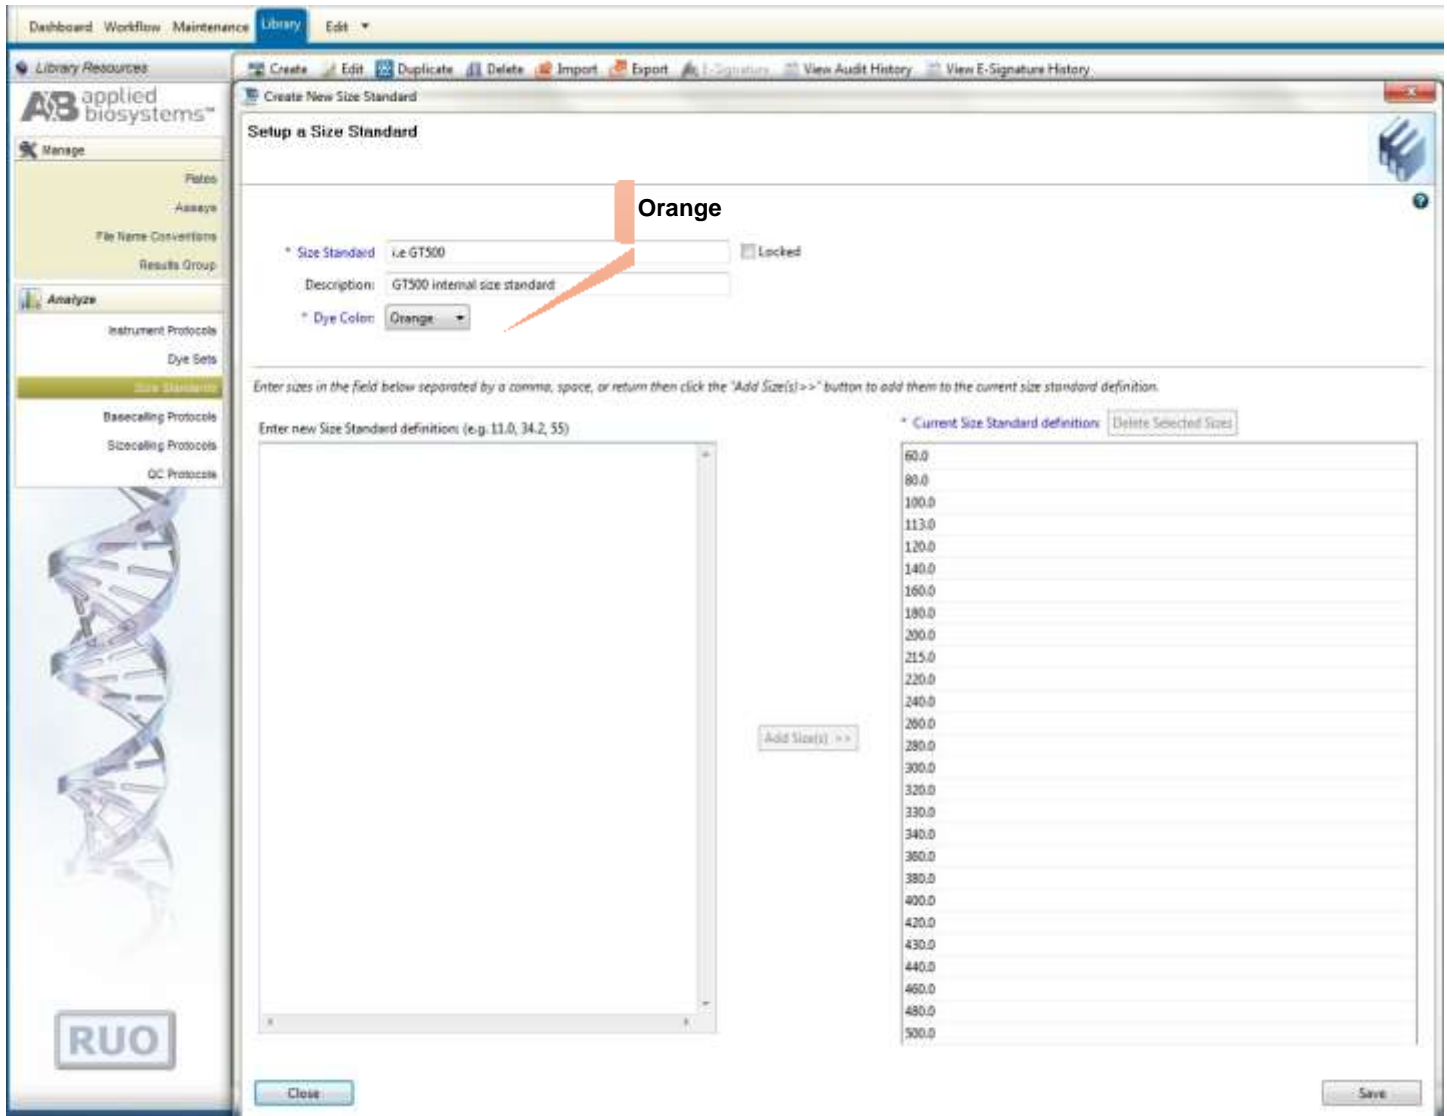 Dashboard Workflow Maintenance Library Edit
Library Resources
Create Edit Duplicate Delete Import Export E-Signature View Audit History View E-Signature History
AB applied biosystems™
Create New Size Standard
Setup a Size Standard
Manage
Plates
Assays
File Name Conventions
Results Group
Analyze
Instrument Protocols
Dye Sets
Size Standards
Basecalling Protocols
Sizecalling Protocols
QC Protocols
RUO
Orange
* Size Standard i.e GT500 Locked
Description: GT500 internal size standard
* Dye Color: Orange
Enter sizes in the field below separated by a comma, space, or return then click the "Add Size(s)>>" button to add them to the current size standard definition.
Enter new Size Standard definition: (e.g. 11.0, 34.2, 55)
* Current Size Standard definition: Delete Selected Sizes
Add Size(s) >>
60.0
80.0
100.0
113.0
120.0
140.0
160.0
180.0
200.0
215.0
220.0
240.0
260.0
280.0
300.0
320.0
330.0
340.0
360.0
380.0
400.0
420.0
430.0
440.0
460.0
480.0
500.0
Close
Save